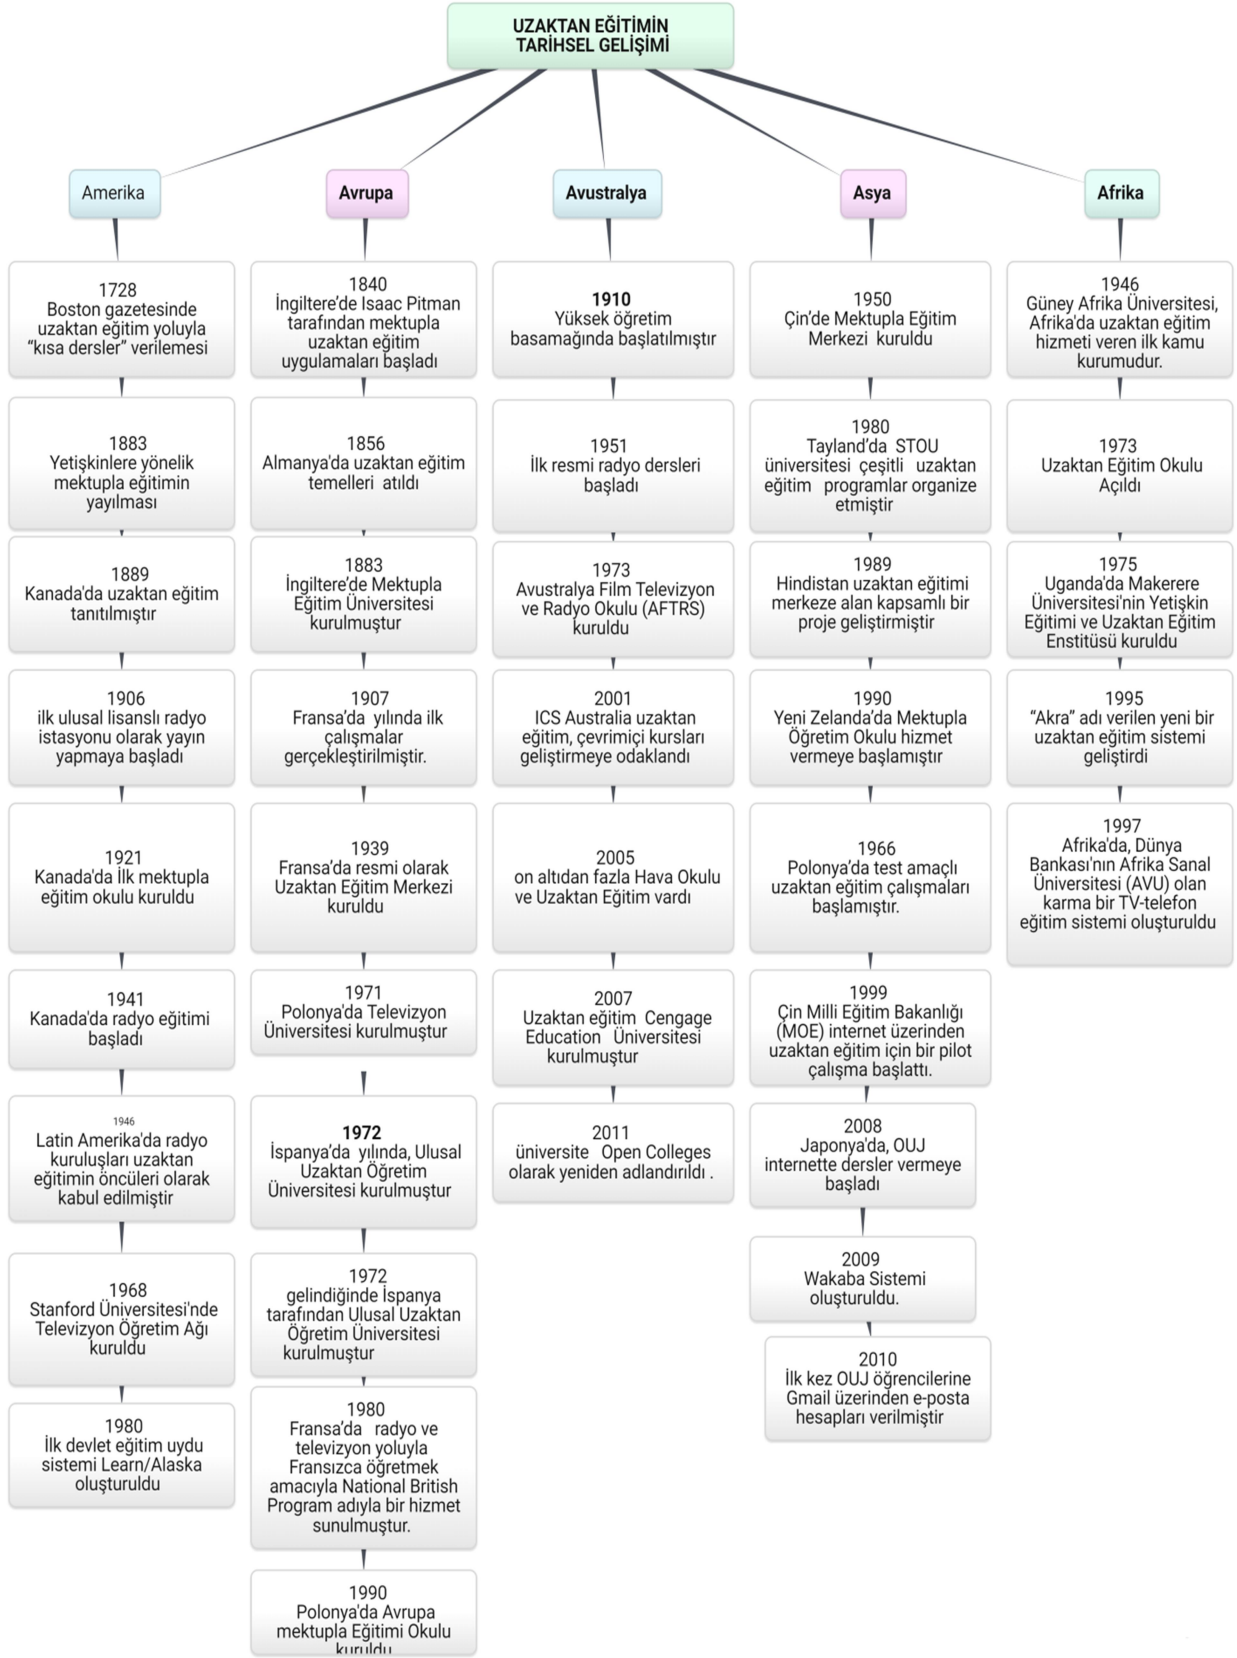 UZAKTAN EĞİTİMİN
TARİHSEL GELİŞİMİ
Amerika
1728
Boston gazetesinde
uzaktan eğitim yoluyla
“kısa dersler” verilemesi
1883
Yetişkinlere yönelik
mektupla eğitimin
yayılması
1889
Kanada'da uzaktan eğitim
tanıtılmıştır
1906
ilk ulusal lisanslı radyo
istasyonu olarak yayın
yapmaya başladı
1921
Kanada'da İlk mektupla
eğitim okulu kuruldu
1941
Kanada'da radyo eğitimi
başladı
1946
Latin Amerika'da radyo
kuruluşları uzaktan
eğitimin öncüleri olarak
kabul edilmiştir
1968
Stanford Üniversitesi'nde
Televizyon Öğretim Ağı
kuruldu
1980
İlk devlet eğitim uydu
sistemi Learn/Alaska
oluşturuldu
Avrupa
1840
İngiltere’de Isaac Pitman
tarafından mektupla
uzaktan eğitim
uygulamaları başladı
1856
Almanya'da uzaktan eğitim
temelleri atıldı
1883
İngiltere’de Mektupla
Eğitim Üniversitesi
kurulmuştur
1907
Fransa’da yılında ilk
çalışmalar
gerçekleştirilmiştir.
1939
Fransa’da resmi olarak
Uzaktan Eğitim Merkezi
kuruldu
1971
Polonya'da Televizyon
Üniversitesi kurulmuştur
1972
İspanya’da yılında, Ulusal
Uzaktan Öğretim
Üniversitesi kurulmuştur
1972
gelindiğinde İspanya
tarafından Ulusal Uzaktan
Öğretim Üniversitesi
kurulmuştur
1980
Fransa’da radyo ve
televizyon yoluyla
Fransızca öğretmek
amacıyla National British
Program adıyla bir hizmet
sunulmuştur.
1990
Polonya'da Avrupa
mektupla Eğitimi Okulu
kuruldu
Avustralya
1910
Yüksek öğretim
basamağında başlatılmıştır
1951
İlk resmi radyo dersleri
başladı
1973
Avustralya Film Televizyon
ve Radyo Okulu (AFTRS)
kuruldu
2001
ICS Australia uzaktan
eğitim, çevrimiçi kursları
geliştirmeye odaklandı
2005
on altıdan fazla Hava Okulu
ve Uzaktan Eğitim vardı
2007
Uzaktan eğitim Cengage
Education Üniversitesi
kurulmuştur
2011
üniversite Open Colleges
olarak yeniden adlandırıldı .
Asya
1950
Çin’de Mektupla Eğitim
Merkezi kuruldu
1980
Tayland’da STOU
üniversitesi çeşitli uzaktan
eğitim programlar organize
etmiştir
1989
Hindistan uzaktan eğitimi
merkeze alan kapsamlı bir
proje geliştirmiştir
1990
Yeni Zelanda’da Mektupla
Öğretim Okulu hizmet
vermeye başlamıştır
1966
Polonya’da test amaçlı
uzaktan eğitim çalışmaları
başlamıştır.
1999
Çin Milli Eğitim Bakanlığı
(MOE) internet üzerinden
uzaktan eğitim için bir pilot
çalışma başlattı.
2008
Japonya'da, OUJ
internette dersler vermeye
başladı
2009
Wakaba Sistemi
oluşturuldu.
2010
İlk kez OUJ öğrencilerine
Gmail üzerinden e-posta
hesapları verilmiştir
Afrika
1946
Güney Afrika Üniversitesi,
Afrika'da uzaktan eğitim
hizmeti veren ilk kamu
kurumudur.
1973
Uzaktan Eğitim Okulu
Açıldı
1975
Uganda'da Makerere
Üniversitesi'nin Yetişkin
Eğitimi ve Uzaktan Eğitim
Enstitüsü kuruldu
1995
“Akra” adı verilen yeni bir
uzaktan eğitim sistemi
geliştirdi
1997
Afrika'da, Dünya
Bankası'nın Afrika Sanal
Üniversitesi (AVU) olan
karma bir TV-telefon
eğitim sistemi oluşturuldu